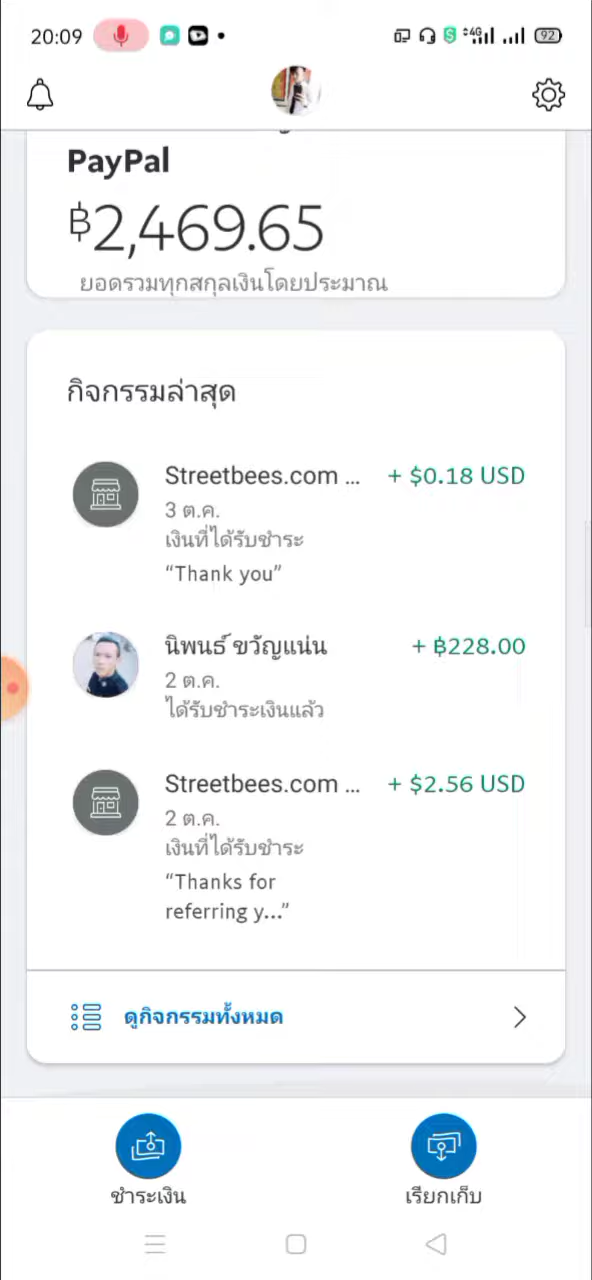 20:09
4G
92
PayPal
฿2,469.65
ยอดรวมทุกสกุลเงินโดยประมาณ
กิจกรรมล่าสุด
Streetbees.com ... + $0.18 USD
3 ต.ค.
เงินที่ได้รับชำระ
“Thank you”
นิพนธ์ ขวัญแน่น + ฿228.00
2 ต.ค.
ได้รับชำระเงินแล้ว
Streetbees.com ... + $2.56 USD
2 ต.ค.
เงินที่ได้รับชำระ
“Thanks for
referring y...”
ดูกิจกรรมทั้งหมด
ชำระเงิน เรียกเก็บ